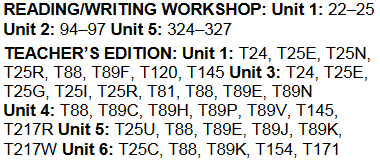 READING/WRITING WORKSHOP: Unit 1: 22–25
Unit 2: 94–97 Unit 5: 324–327
TEACHER'S EDITION: Unit 1: T24, T25E, T25N,
T25R, T88, T89F, T120, T145 Unit 3: T24, T25E,
T25G, T25I, T25R, T81, T88, T89E, T89N
Unit 4: T88, T89C, T89H, T89P, T89V, T145,
T217R Unit 5: T25U, T88, T89E, T89J, T89K,
T217W Unit 6: T25C, T88, T89K, T154, T171